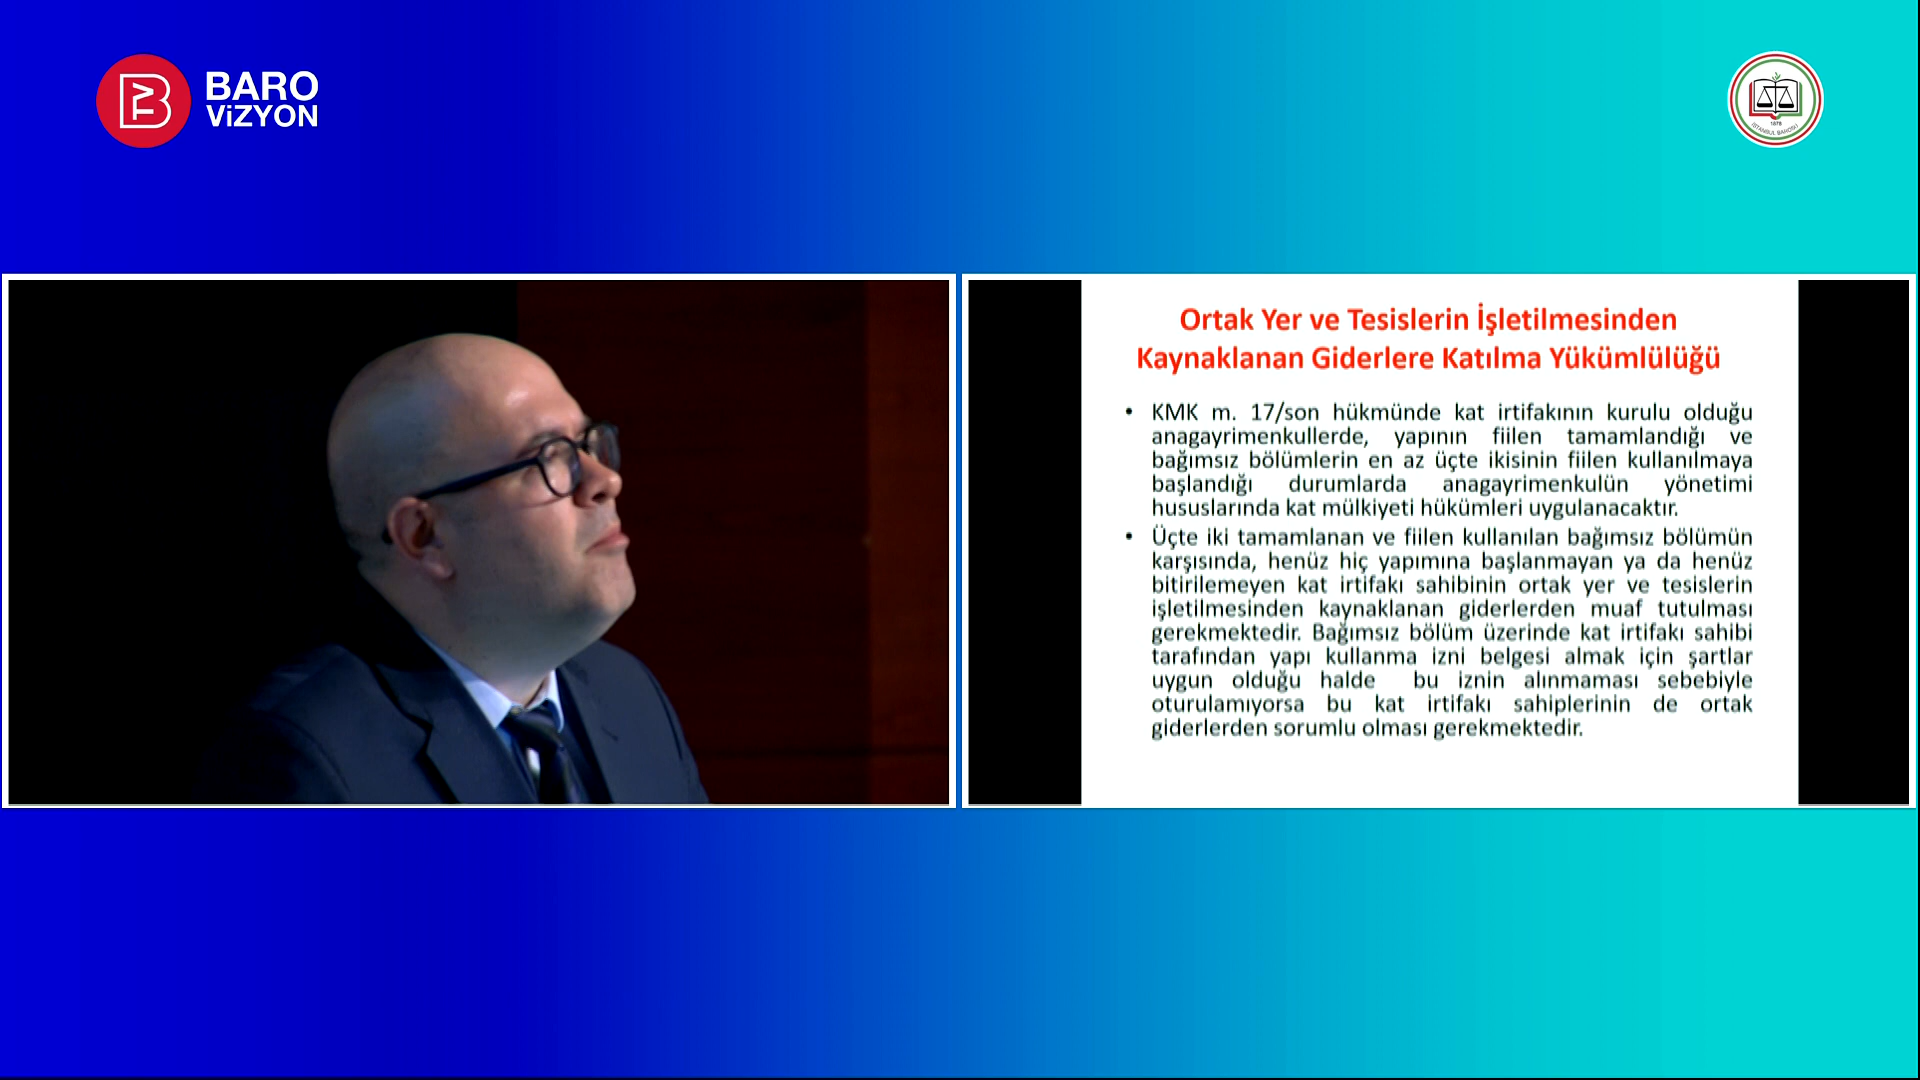 BARO
ViZYON
1878
İSTANBUL BAROSU
Ortak Yer ve Tesislerin İşletilmesinden
Kaynaklanan Giderlere Katılma Yükümlülüğü
• KMK m. 17/son hükmünde kat irtifakının kurulu olduğu
anagayrimenkullerde, yapının fiilen tamamlandığı ve
bağımsız bölümlerin en az üçte ikisinin fiilen kullanılmaya
başlandığı durumlarda anagayrimenkulün yönetimi
hususlarında kat mülkiyeti hükümleri uygulanacaktır.
• Üçte iki tamamlanan ve fiilen kullanılan bağımsız bölümün
karşısında, henüz hiç yapımına başlanmayan ya da henüz
bitirilemeyen kat irtifakı sahibinin ortak yer ve tesislerin
işletilmesinden kaynaklanan giderlerden muaf tutulması
gerekmektedir. Bağımsız bölüm üzerinde kat irtifakı sahibi
tarafından yapı kullanma izni belgesi almak için şartlar
uygun olduğu halde bu iznin alınmaması sebebiyle
oturulamıyorsa bu kat irtifakı sahiplerinin de ortak
giderlerden sorumlu olması gerekmektedir.